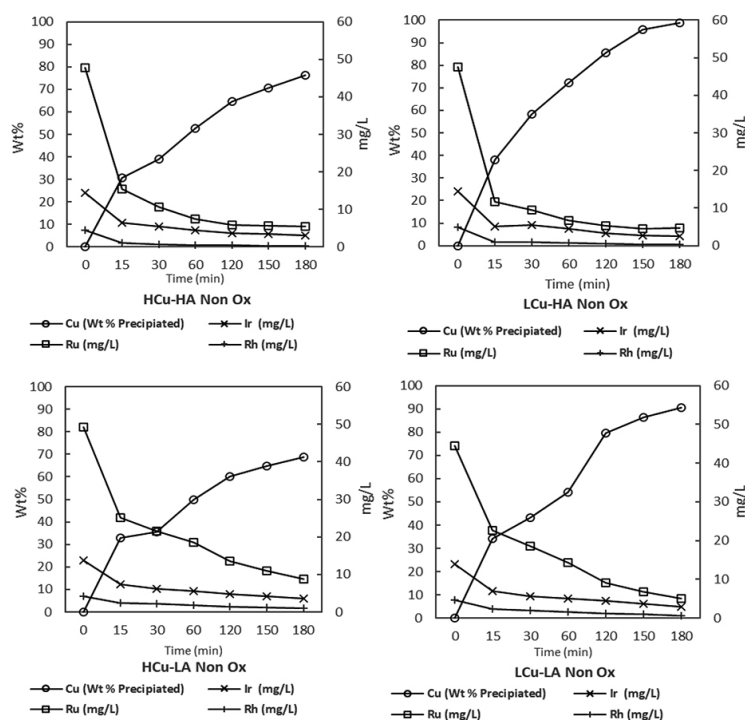 100 60
90
80 50
70
60 40
50 30
40
30 20
20
10 10
0 0
Wt%
mg/L
0 15 30 60 120 150 180
Time (min)
HCu-HA Non Ox
Cu (Wt % Precipiated) Ir (mg/L)
Ru (mg/L) Rh (mg/L)
100 60
90
80 50
70
60 40
50 30
40
30 20
20
10 10
0 0
Wt%
mg/L
0 15 30 60 120 150 180
Time (min)
LCu-HA Non Ox
Cu (Wt % Precipiated) Ir (mg/L)
Ru (mg/L) Rh (mg/L)
100 60
90
80 50
70
60 40
50 30
40
30 20
20
10 10
0 0
Wt%
mg/L
0 15 30 60 120 150 180
Time (min)
HCu-LA Non Ox
Cu (Wt % Precipiated) Ir (mg/L)
Ru (mg/L) Rh (mg/L)
100 60
90
80 50
70
60 40
50 30
40
30 20
20
10 10
0 0
Wt%
mg/L
0 15 30 60 120 150 180
Time (min)
LCu-LA Non Ox
Cu (Wt % Precipiated) Ir (mg/L)
Ru (mg/L) Rh (mg/L)